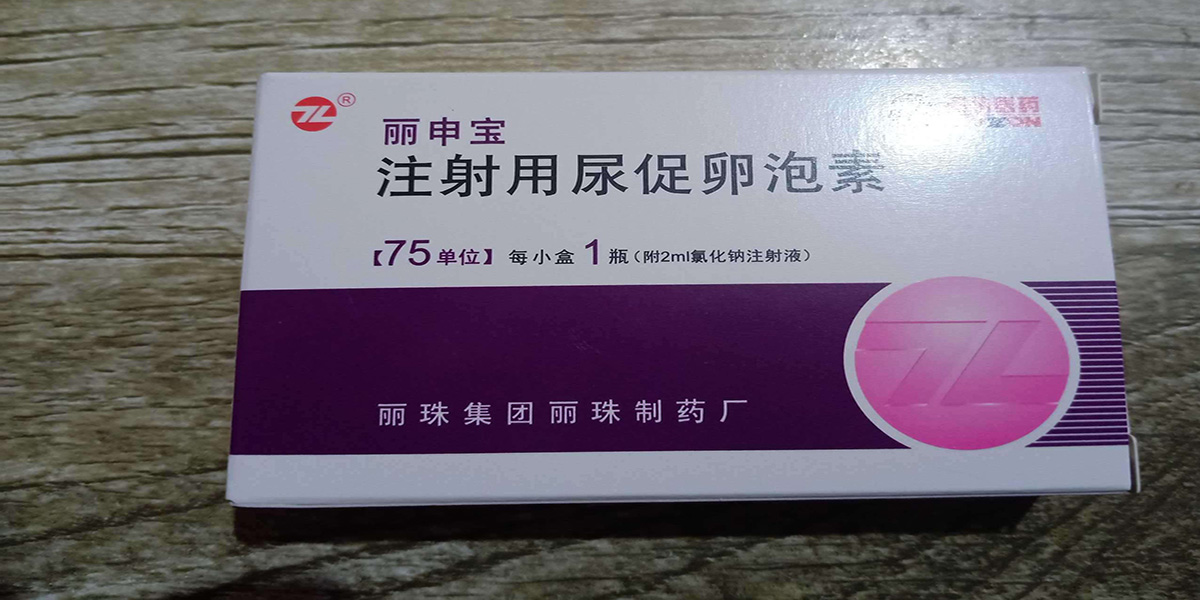 ®
丽申宝
注射用尿促卵泡素
【75单位】 每小盒1瓶(附2ml氯化钠注射液)
丽珠集团丽珠制药厂